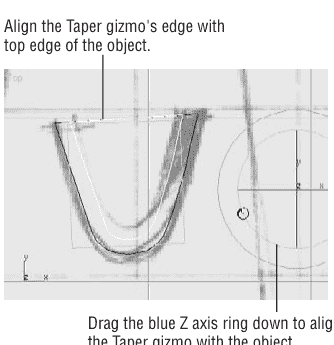 Align the Taper gizmo's edge with
top edge of the object.
Top
y
z
x
y
z
x
Drag the blue Z axis ring down to alig
the Taper gizmo with the object